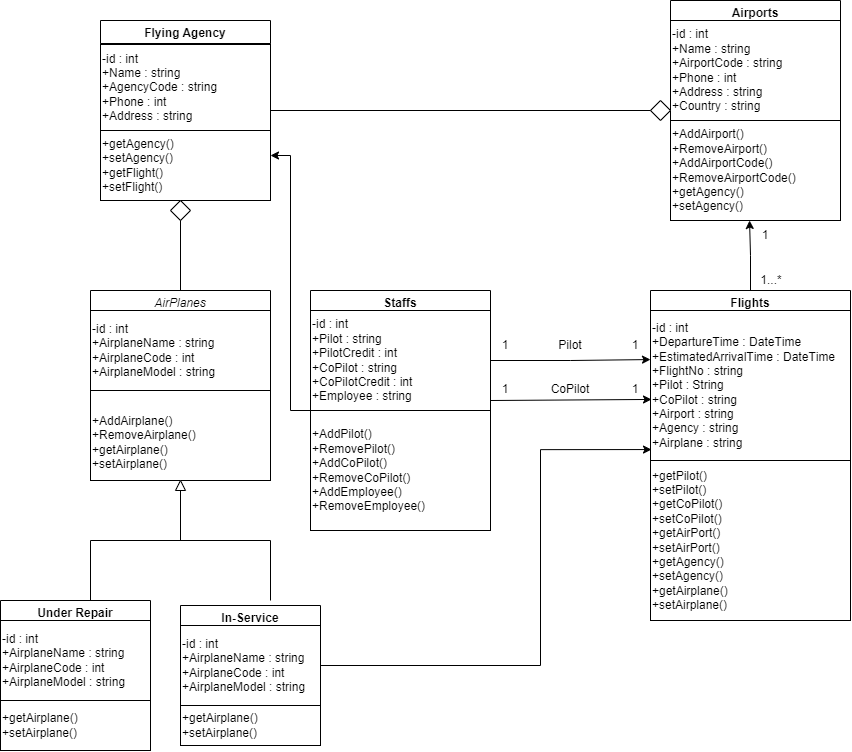 Flying Agency
-id : int
+Name : string
+AgencyCode : string
+Phone : int
+Address : string
+getAgency()
+setAgency()
+getFlight()
+setFlight()
Airports
-id : int
+Name : string
+AirportCode : string
+Phone : int
+Address : string
+Country : string
+AddAirport()
+RemoveAirport()
+AddAirportCode()
+RemoveAirportCode()
+getAgency()
+setAgency()
1
1...*
AirPlanes
-id : int
+AirplaneName : string
+AirplaneCode : int
+AirplaneModel : string
+AddAirplane()
+RemoveAirplane()
+getAirplane()
+setAirplane()
Staffs
-id : int
+Pilot : string
+PilotCredit : int
+CoPilot : string
+CoPilotCredit : int
+Employee : string
+AddPilot()
+RemovePilot()
+AddCoPilot()
+RemoveCoPilot()
+AddEmployee()
+RemoveEmployee()
1 Pilot 1
1 CoPilot 1
Flights
-id : int
+DepartureTime : DateTime
+EstimatedArrivalTime : DateTime
+FlightNo : string
+Pilot : String
+CoPilot : string
+Airport : string
+Agency : string
+Airplane : string
+getPilot()
+setPilot()
+getCoPilot()
+setCoPilot()
+getAirPort()
+setAirPort()
+getAgency()
+setAgency()
+getAirplane()
+setAirplane()
Under Repair
-id : int
+AirplaneName : string
+AirplaneCode : int
+AirplaneModel : string
+getAirplane()
+setAirplane()
In-Service
-id : int
+AirplaneName : string
+AirplaneCode : int
+AirplaneModel : string
+getAirplane()
+setAirplane()